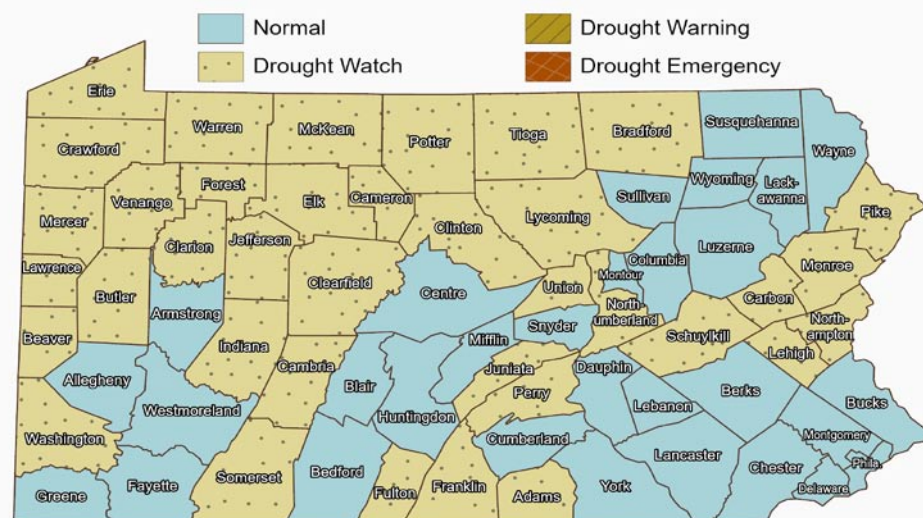 Normal
Drought Warning
Drought Watch
Drought Emergency
Erie
Warren
McKean
Potter
Tioga
Bradford
Susquehanna
Wayne
Crawford
Forest
Elk
Cameron
Sullivan
Wyoming
Lack-
awanna
Mercer
Venango
Clinton
Lycoming
Pike
Clarion
Jefferson
Luzerne
Lawrence
Butler
Clearfield
Centre
Union
Montour
Columbia
Monroe
Carbon
Armstrong
North-
umberland
Beaver
Indiana
Snyder
Mifflin
Schuylkill
North-
ampton
Lehigh
Allegheny
Cambria
Blair
Juniata
Dauphin
Perry
Berks
Bucks
Westmoreland
Huntingdon
Lebanon
Washington
Cumberland
Montgomery
Lancaster
Phila.
Somerset
Bedford
Chester
Greene
Fayette
Fulton
Franklin
Adams
York
Delaware